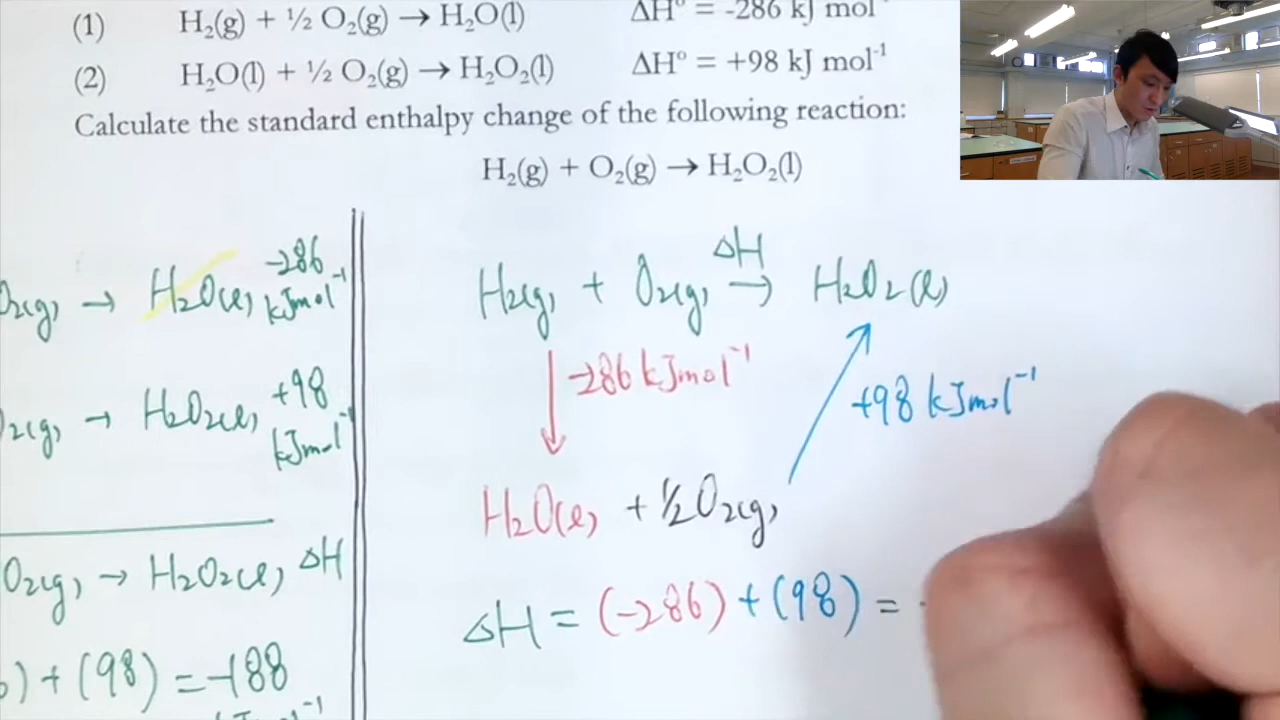 (1) H₂(g) + ½ O₂(g) → H₂O(l) ΔH° = -286 kJ mol
(2) H₂O(l) + ½ O₂(g) → H₂O₂(l) ΔH° = +98 kJ mol⁻¹
Calculate the standard enthalpy change of the following reaction:
H₂(g) + O₂(g) → H₂O₂(l)
O₂(g) → H₂O(l) -286 kJmol⁻¹
₂(g) → H₂O₂(l) +98 kJmol⁻¹
O₂(g) → H₂O₂(l) ΔH
) + (98) = -188
⁻¹
H₂(g) + O₂(g) ΔH → H₂O₂(l)
-286 kJmol⁻¹
+98 kJmol⁻¹
H₂O(l) + ½O₂(g)
ΔH = (-286) + (98) =